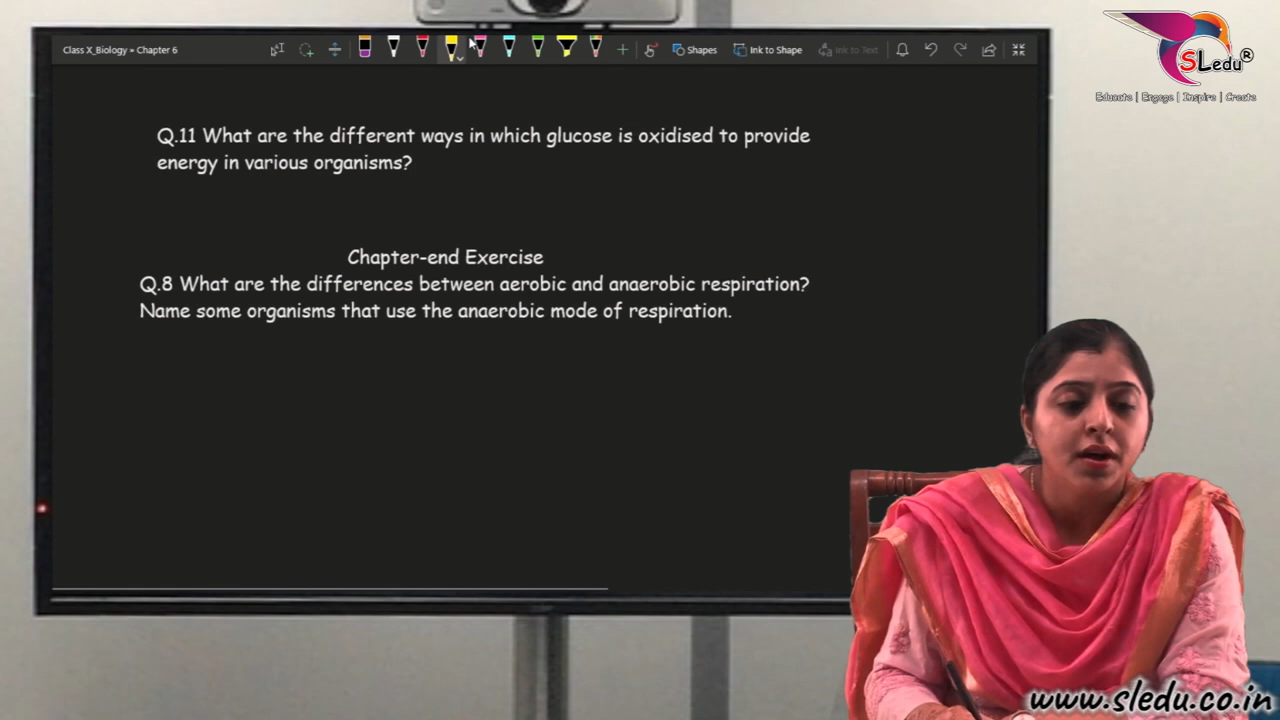 Class X_Biology » Chapter 6
Shapes
Ink to Shape
Ink to Text
SLedu®
Educate | Engage | Inspire | Create
Q.11 What are the different ways in which glucose is oxidised to provide
energy in various organisms?
Chapter-end Exercise
Q.8 What are the differences between aerobic and anaerobic respiration?
Name some organisms that use the anaerobic mode of respiration.
www.sledu.co.in